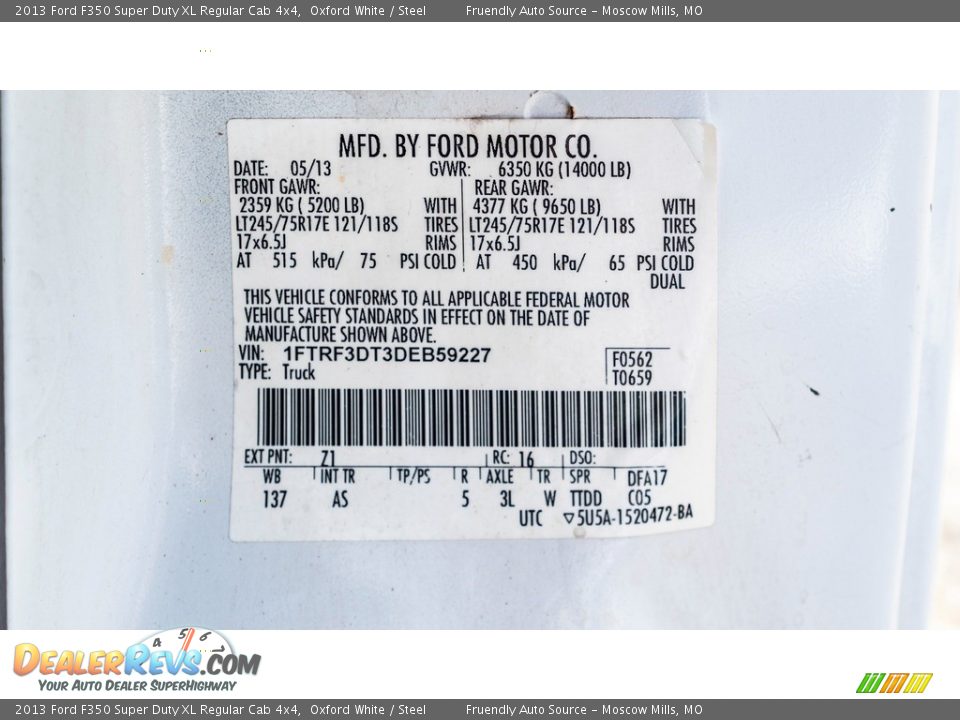 2013 Ford F350 Super Duty XL Regular Cab 4x4, Oxford White / Steel Fruendly Auto Source - Moscow Mills, MO
MFD. BY FORD MOTOR CO.
DATE: 05/13 GVWR: 6350 KG (14000 LB)
FRONT GAWR: REAR GAWR:
2359 KG ( 5200 LB) WITH 4377 KG ( 9650 LB) WITH
LT245/75R17E 121/118S TIRES LT245/75R17E 121/118S TIRES
17x6.5J RIMS 17x6.5J RIMS
AT 515 kPa/ 75 PSI COLD AT 450 kPa/ 65 PSI COLD
DUAL
THIS VEHICLE CONFORMS TO ALL APPLICABLE FEDERAL MOTOR
VEHICLE SAFETY STANDARDS IN EFFECT ON THE DATE OF
MANUFACTURE SHOWN ABOVE.
VIN: 1FTRF3DT3DEB59227 F0562
TYPE: Truck T0659
EXT PNT: Z1 RC: 16 DSO:
WB INT TR TP/PS R AXLE TR SPR DFA17
137 AS 5 3L W TTDD C05
UTC ▽5U5A-1520472-BA
4 5 6 7
DEALERREVS.COM
YOUR AUTO DEALER SUPERHIGHWAY
2013 Ford F350 Super Duty XL Regular Cab 4x4, Oxford White / Steel Fruendly Auto Source - Moscow Mills, MO